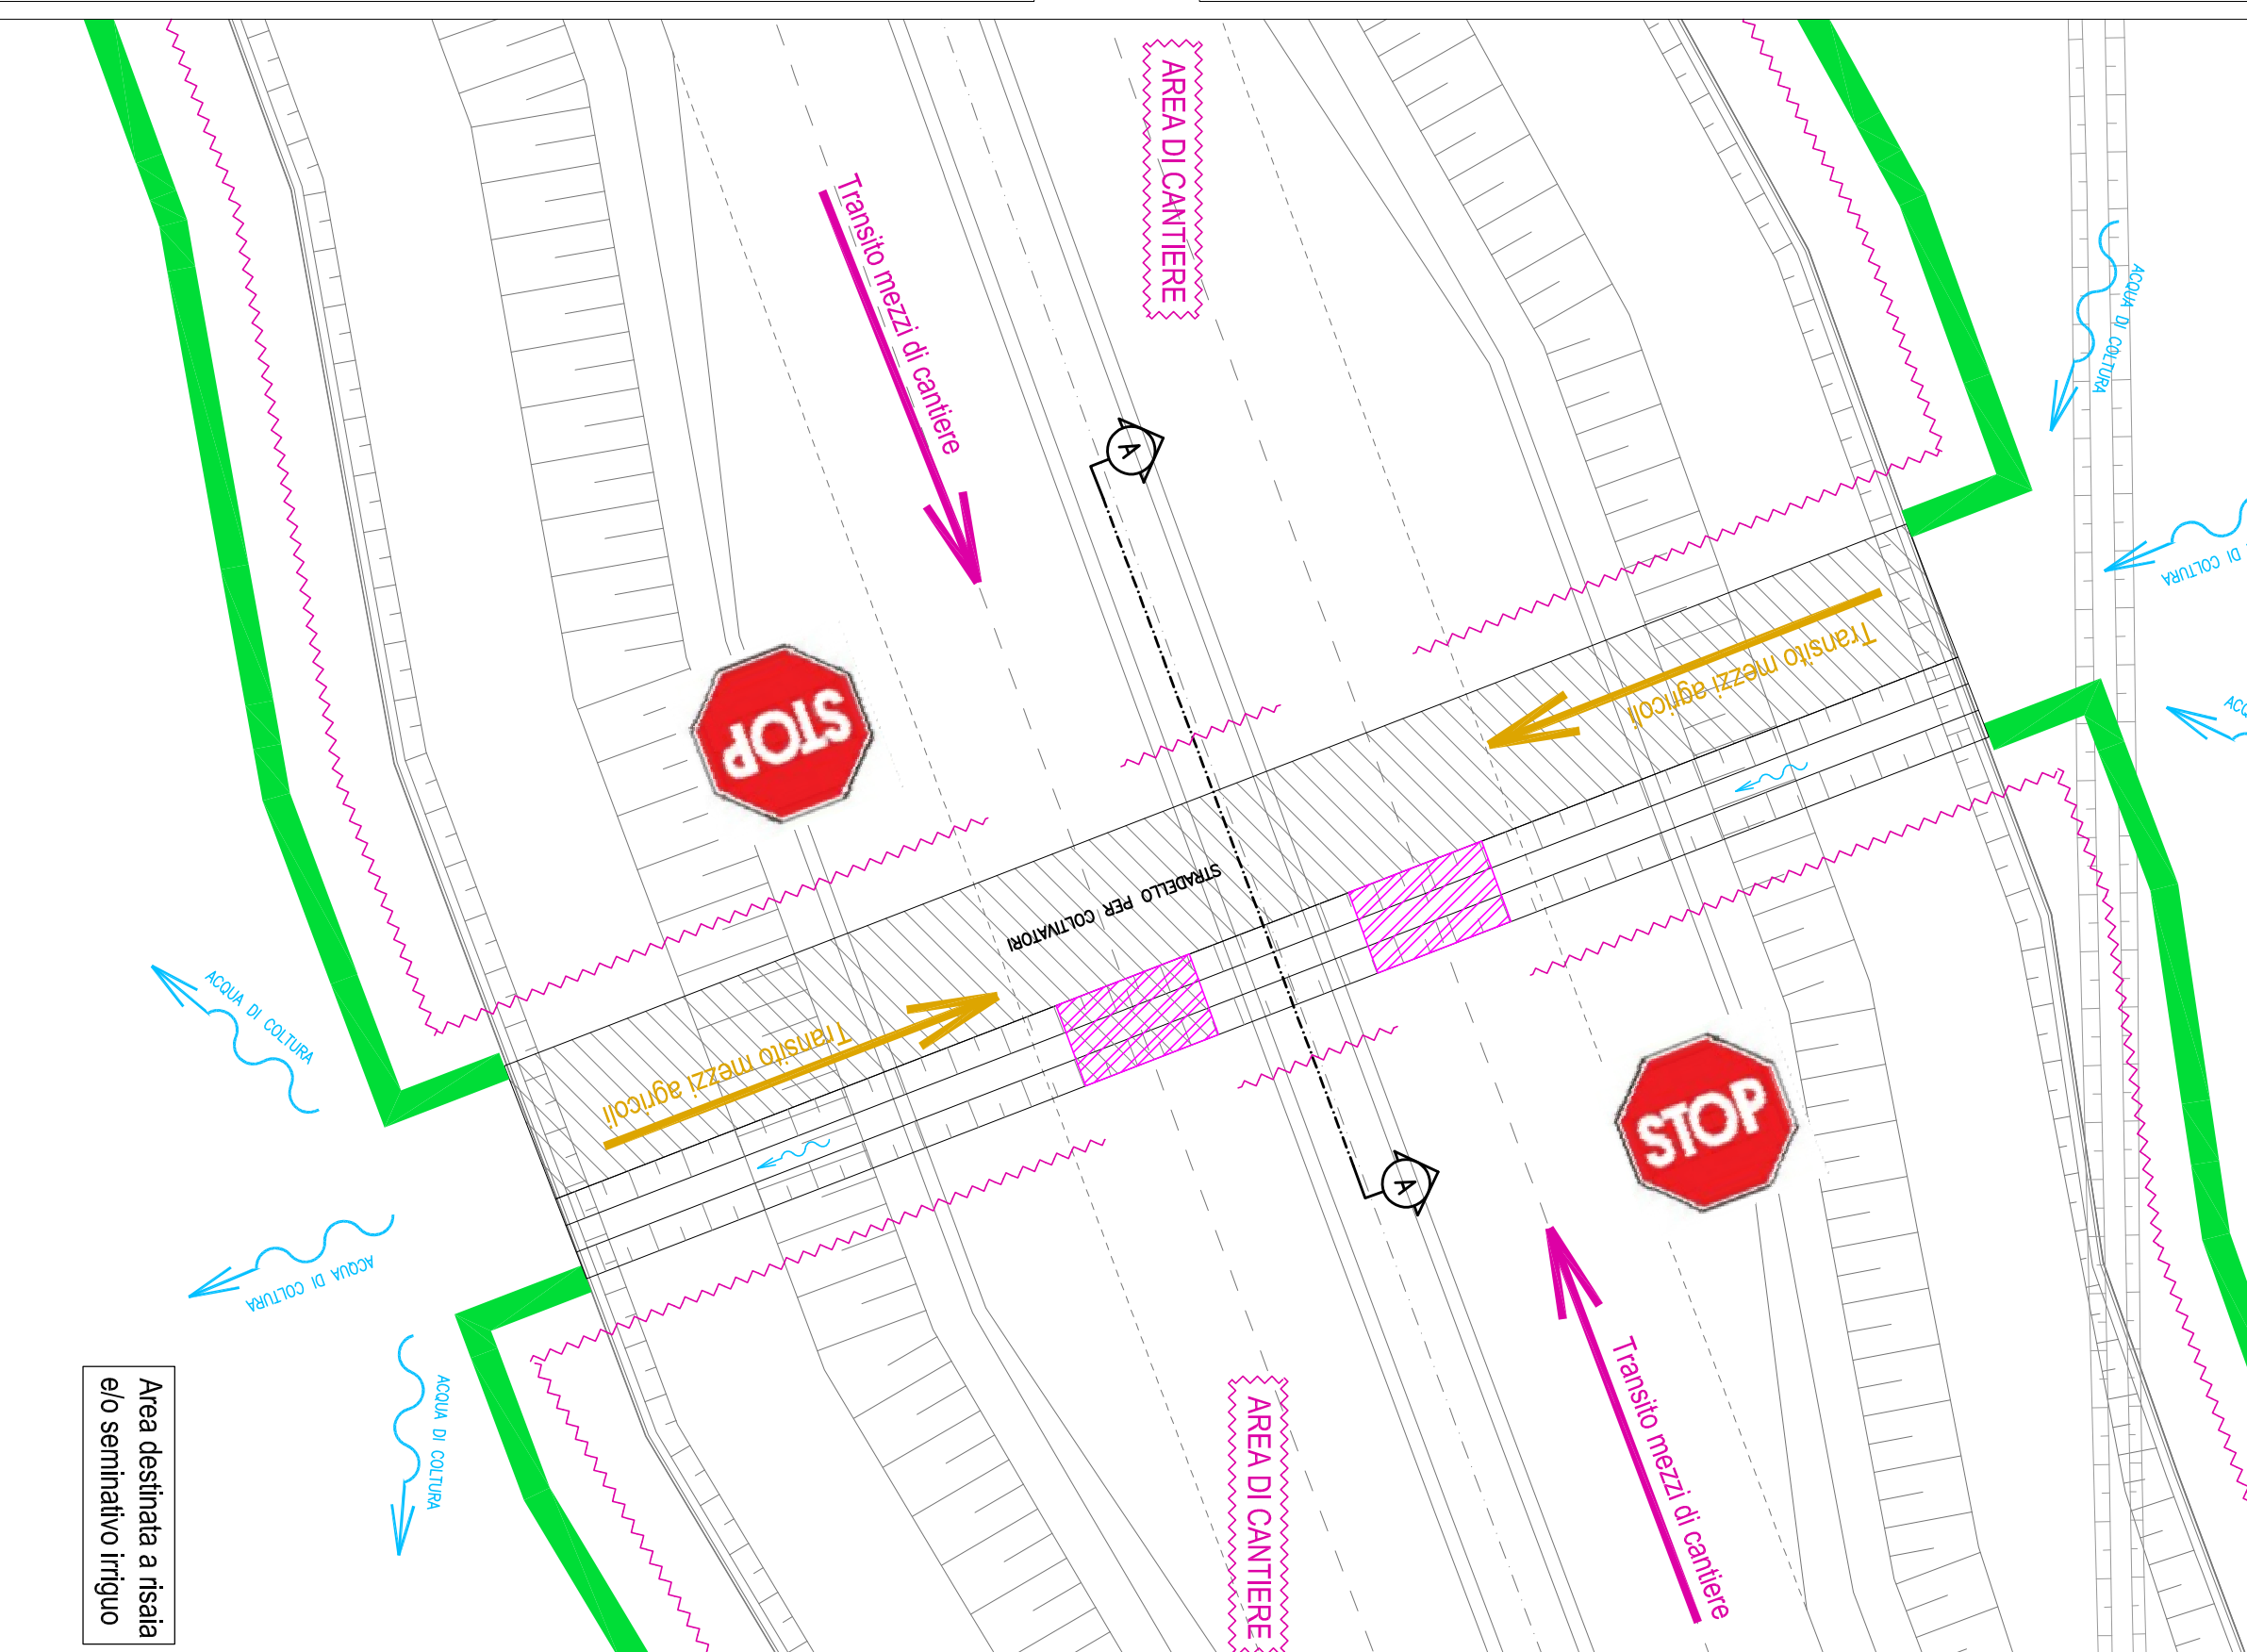 AREA DI CANTIERE
Transito mezzi di cantiere
ACQUA DI COLTURA
A
DI COLTURA
STOP
Transito mezzi agricoli
STRADELLO PER COLTIVATORI
Transito mezzi agricoli
ACQUA DI COLTURA
STOP
A
ACQUA DI COLTURA
ACQUA DI COLTURA
AREA DI CANTIERE
Transito mezzi di cantiere
Area destinata a risaia
e/o seminativo irriguo